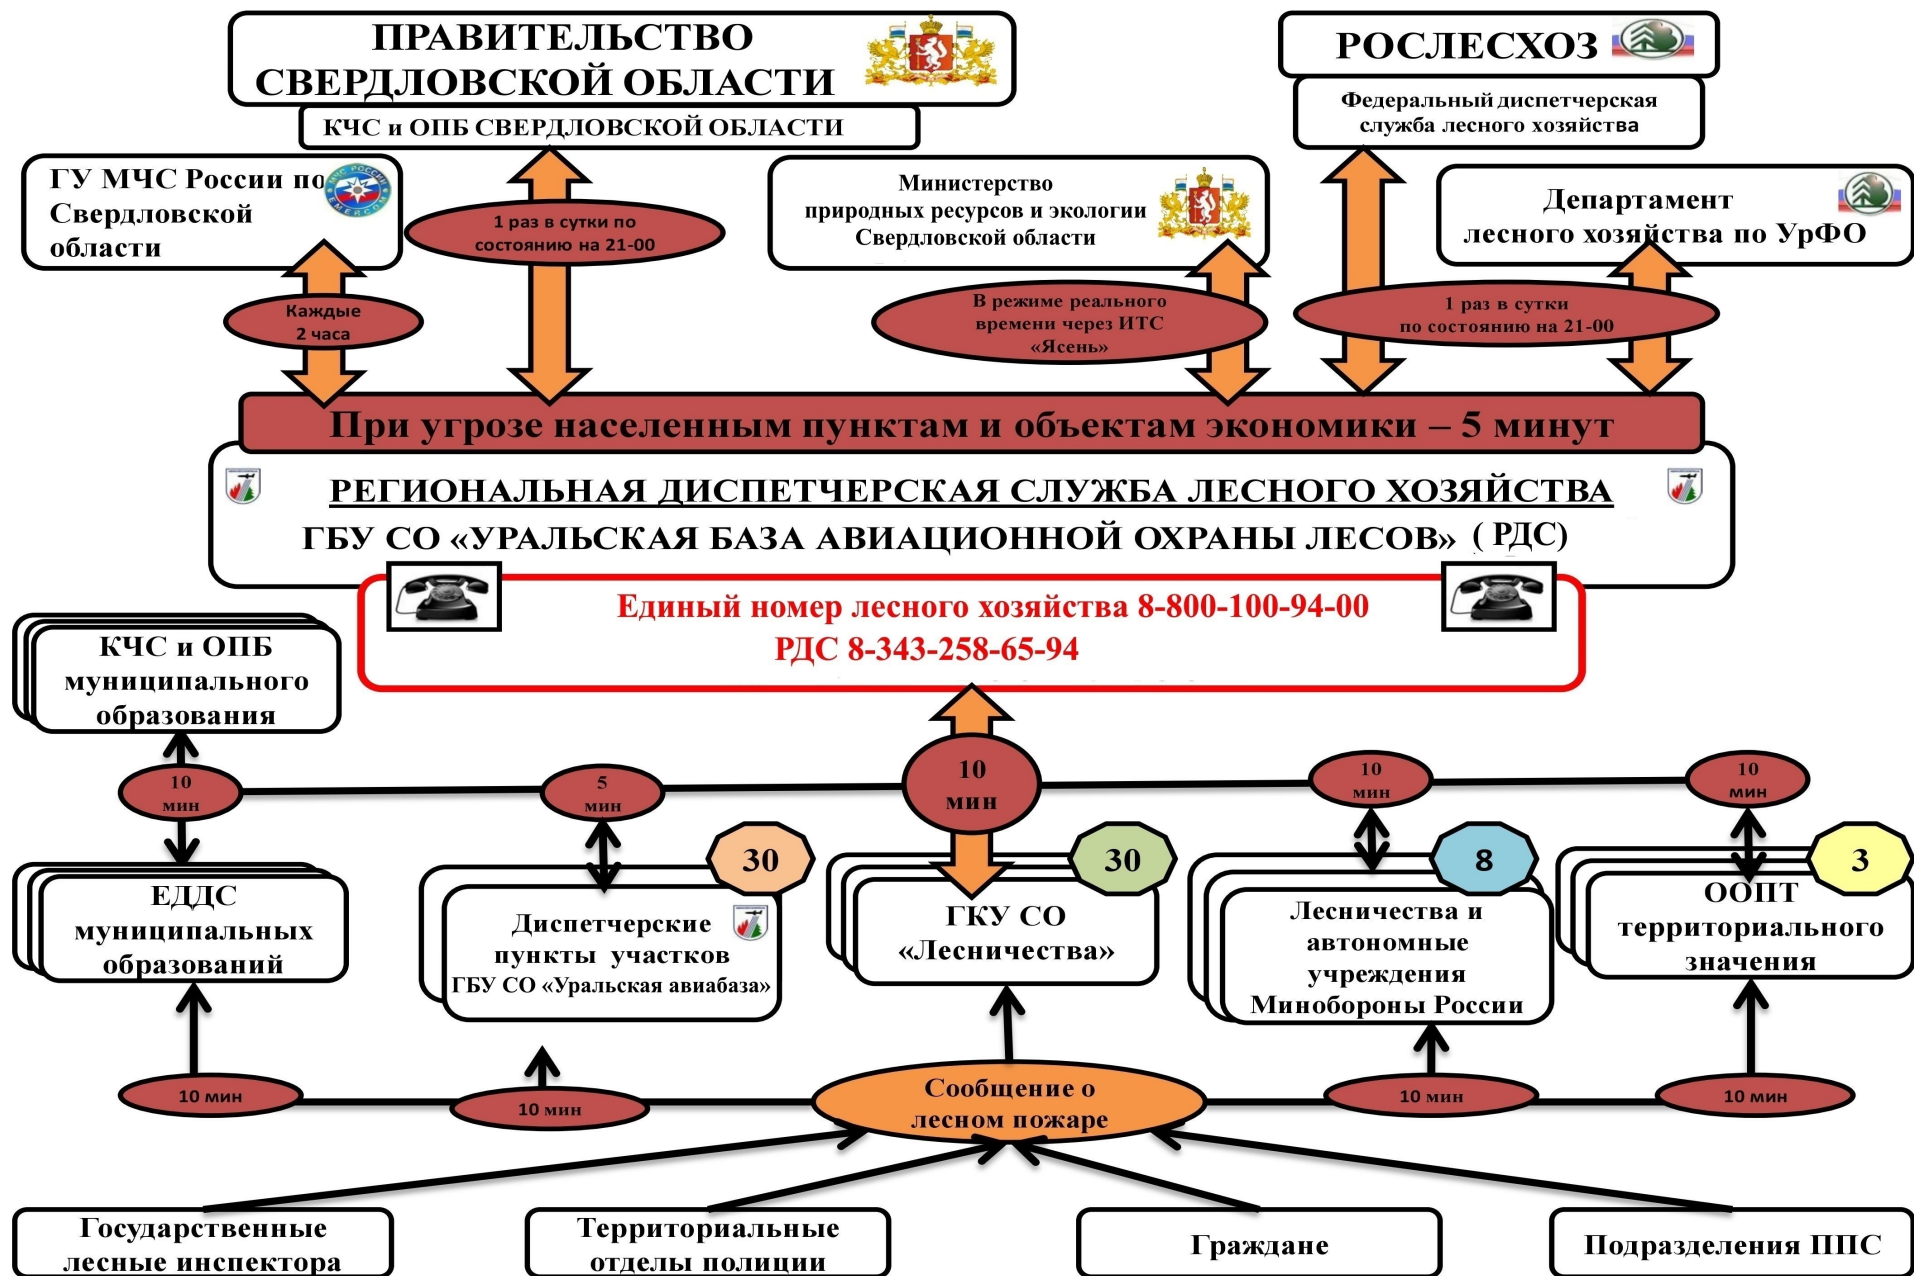 ПРАВИТЕЛЬСТВО
СВЕРДЛОВСКОЙ ОБЛАСТИ
КЧС и ОПБ СВЕРДЛОВСКОЙ ОБЛАСТИ
РОСЛЕСХОЗ
Федеральный диспетчерская
служба лесного хозяйства
ГУ МЧС России по
Свердловской
области
МЧС РОССИИ
EMERCOM
1 раз в сутки по
состоянию на 21-00
Министерство
природных ресурсов и экологии
Свердловской области
Департамент
лесного хозяйства по УрФО
Каждые
2 часа
В режиме реального
времени через ИТС
«Ясень»
1 раз в сутки
по состоянию на 21-00
При угрозе населенным пунктам и объектам экономики – 5 минут
РЕГИОНАЛЬНАЯ ДИСПЕТЧЕРСКАЯ СЛУЖБА ЛЕСНОГО ХОЗЯЙСТВА
ГБУ СО «УРАЛЬСКАЯ БАЗА АВИАЦИОННОЙ ОХРАНЫ ЛЕСОВ» ( РДС)
Единый номер лесного хозяйства 8-800-100-94-00
РДС 8-343-258-65-94
КЧС и ОПБ
муниципального
образования
10
мин
5
мин
10
мин
10
мин
10
мин
30
30
8
3
ЕДДС
муниципальных
образований
Диспетчерские
пункты участков
ГБУ СО «Уральская авиабаза»
ГКУ СО
«Лесничества»
Лесничества и
автономные
учреждения
Минобороны России
ООПТ
территориального
значения
10 мин
10 мин
Сообщение о
лесном пожаре
10 мин
10 мин
Государственные
лесные инспектора
Территориальные
отделы полиции
Граждане
Подразделения ППС